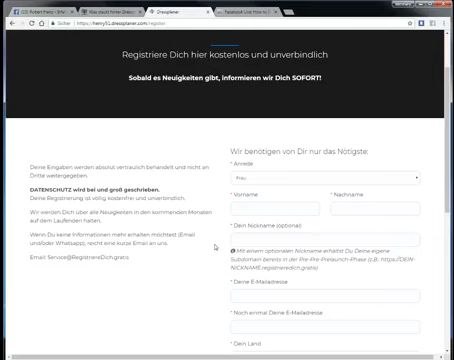 Dressplaner
Sicher
https://henry51.dressplaner.com/register
Registriere Dich hier kostenlos und unverbindlich
Sobald es Neuigkeiten gibt, informieren wir Dich SOFORT!
Wir benötigen von Dir nur das Nötigste:
* Anrede:
Frau
* Vorname
* Nachname
* Dein Nickname (optional)
Mit einem optionalen Nickname erhältst Du Deine eigene
Subdomain bereits in der Pre-Pre-Prelaunch-Phase (z.B.: https://DEIN-
NICKNAME.registrieredich.gratis)
* Deine E-Mailadresse
* Noch einmal Deine E-Mailadresse
* Dein Land
Deine Eingaben werden absolut vertraulich behandelt und nicht an
Dritte weitergegeben.
DATENSCHUTZ wird bei und groß geschrieben.
Deine Registrierung ist völlig kostenfrei und unverbindlich.
Wir werden Dich über alle Neuigkeiten in den kommenden Monaten
auf dem Laufenden halten.
Wenn Du keine Informationen mehr erhalten möchtest (Email
und/oder Whatsapp), reicht eine kurze Email an uns.
Email: Service@RegistriereDich.gratis